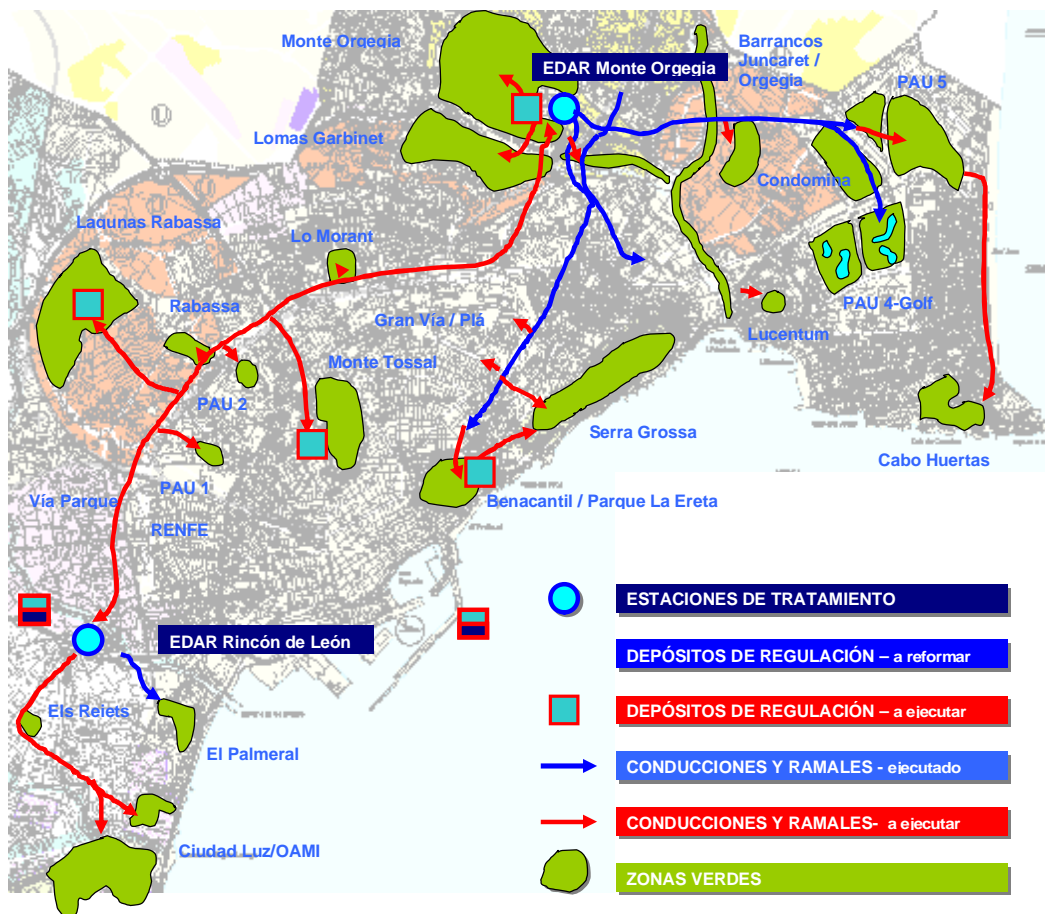 Monte Orgegia
Barrancos
Juncaret /
Orgegia
EDAR Monte Orgegia
PAU 5
Lomas Garbinet
Condomina
Lagunas Rabassa
Lo Morant
Rabassa
PAU 4-Golf
Gran Vía / Plá
Lucentum
Monte Tossal
PAU 2
Serra Grossa
Cabo Huertas
PAU 1
Vía Parque
Benacantil / Parque La Ereta
RENFE
ESTACIONES DE TRATAMIENTO
EDAR Rincón de León
DEPÓSITOS DE REGULACIÓN – a reformar
Els Reiets
DEPÓSITOS DE REGULACIÓN – a ejecutar
El Palmeral
CONDUCCIONES Y RAMALES - ejecutado
CONDUCCIONES Y RAMALES- a ejecutar
Ciudad Luz/OAMI
ZONAS VERDES